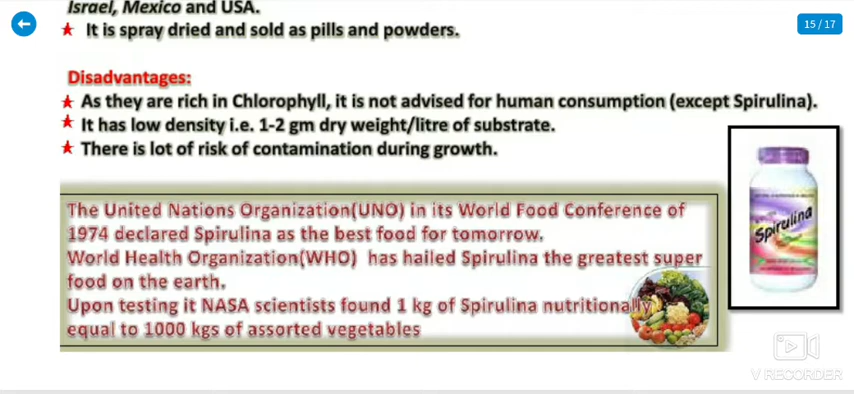 Israel, Mexico and USA.
15 / 17
★ It is spray dried and sold as pills and powders.
Disadvantages:
★ As they are rich in Chlorophyll, it is not advised for human consumption (except Spirulina).
★ It has low density i.e. 1-2 gm dry weight/litre of substrate.
★ There is lot of risk of contamination during growth.
The United Nations Organization(UNO) in its World Food Conference of
1974 declared Spirulina as the best food for tomorrow.
World Health Organization(WHO) has hailed Spirulina the greatest super
food on the earth.
Upon testing it NASA scientists found 1 kg of Spirulina nutritionally
equal to 1000 kgs of assorted vegetables
Spirulina
V RECORDER